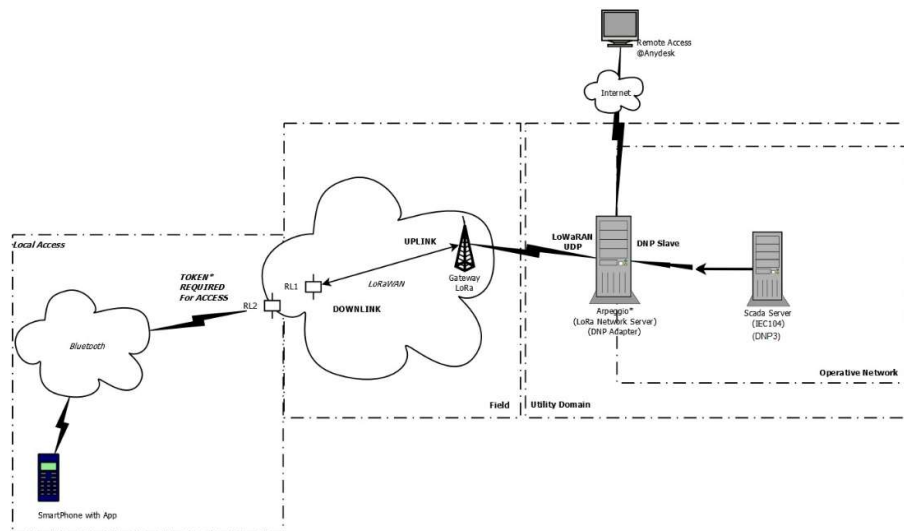 Remote Access
@Anydesk
Internet
Local Access
TOKEN"
REQUIRED
For ACCESS
Bluetooth
SmartPhone with App
RL2
RL1
UPLINK
LoRaWAN
DOWNLINK
Gateway
LoRa
Field
LoWaRAN
UDP
DNP Slave
Arpeggio"
(LoRa Network Server)
(DNP Adapter)
Scada Server
(IEC104)
(DNP3)
Operative Network
Utility Domain